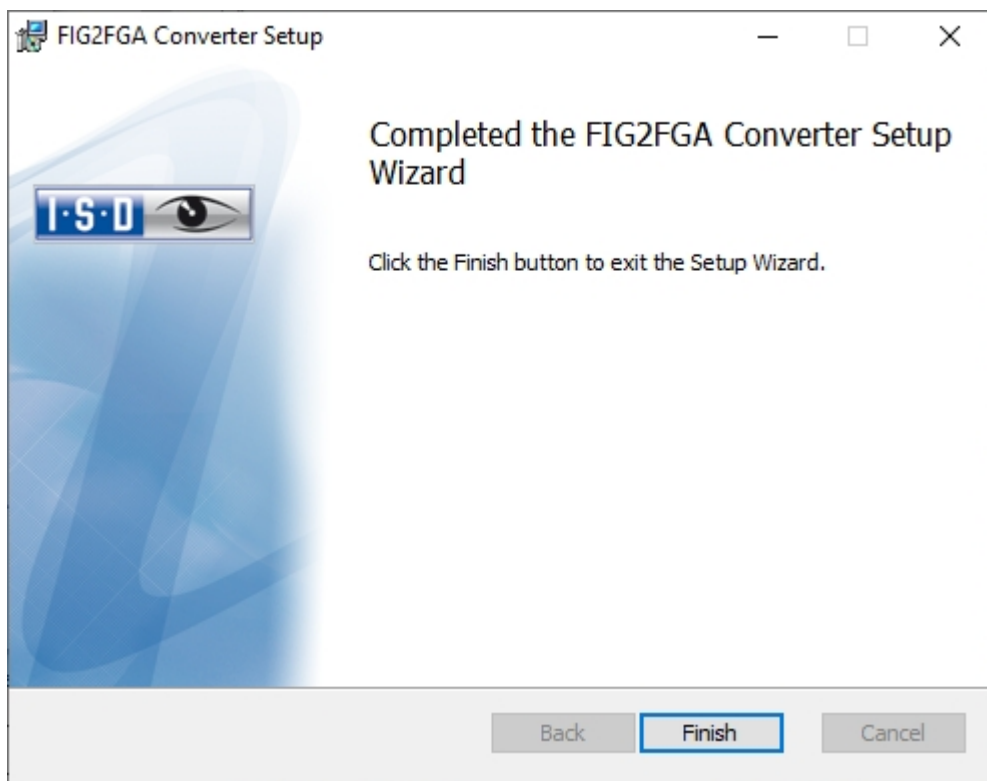 FIG2FGA Converter Setup
Completed the FIG2FGA Converter Setup
Wizard
I·S·D
Click the Finish button to exit the Setup Wizard.
Back
Finish
Cancel